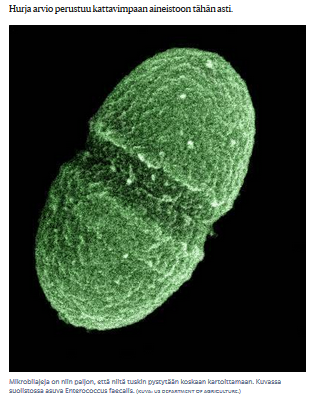 Hurja arvio perustuu kattavimpaan aineistoon tähän asti.
Mikrobilajeja on niin paljon, että niitä tuskin pystytään koskaan kartoittamaan. Kuvassa
suolistossa asuva Enterococcus faecalis. (KUVA: US DEPARTMENT OF AGRICULTURE.)